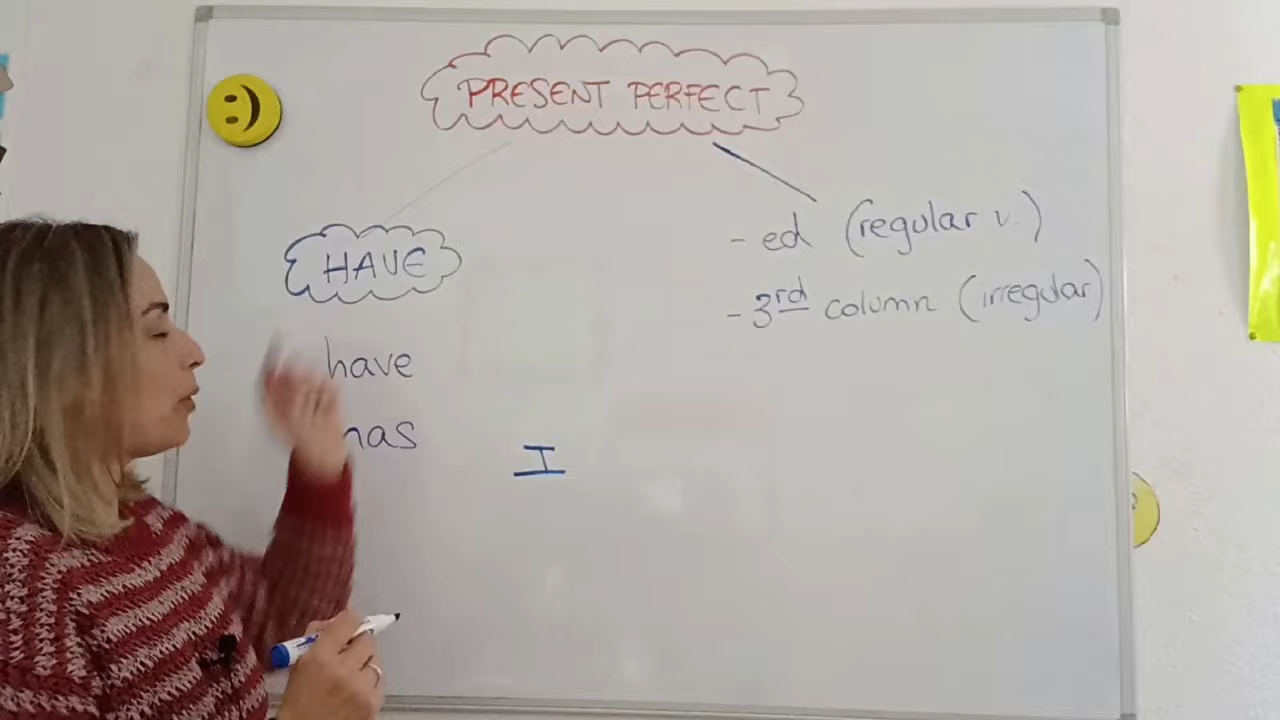 PRESENT PERFECT
HAVE
- ed (regular v.)
- 3rd column (irregular)
have
has
I